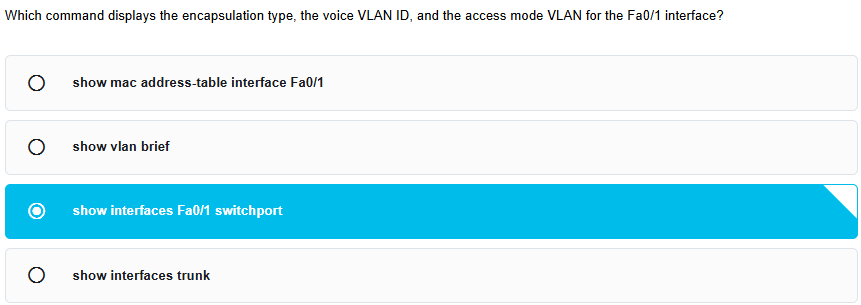 Which command displays the encapsulation type, the voice VLAN ID, and the access mode VLAN for the Fa0/1 interface?
show mac address-table interface Fa0/1
show vlan brief
show interfaces Fa0/1 switchport
show interfaces trunk